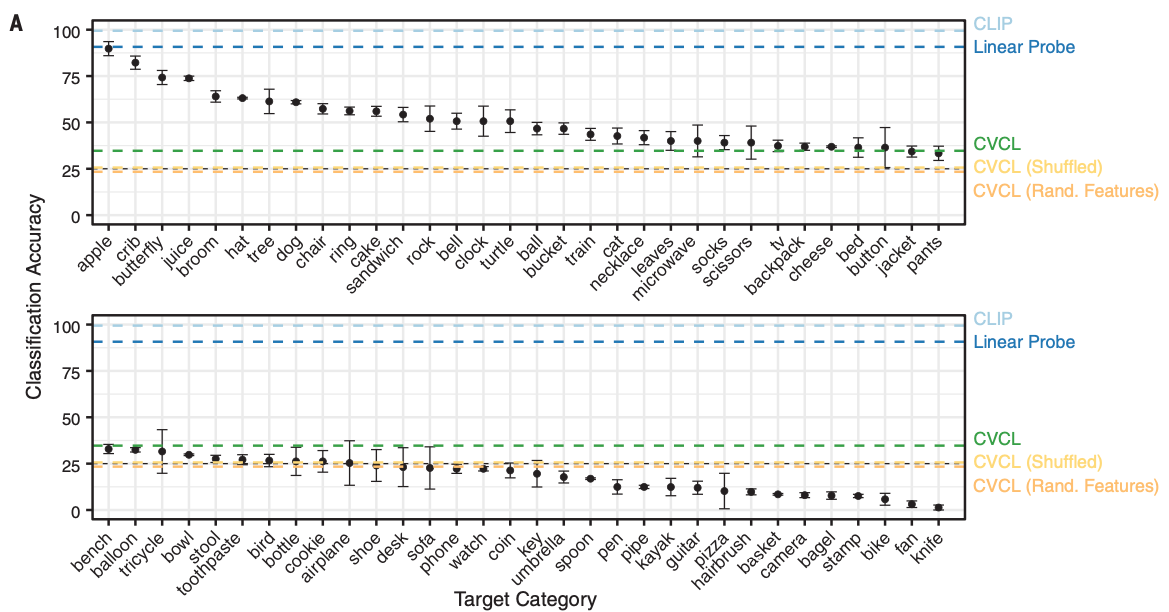 A
Classification Accuracy
100
75
50
25
0
CLIP
Linear Probe
CVCL
CVCL (Shuffled)
CVCL (Rand. Features)
apple
crib
butterfly
juice
broom
hat
tree
dog
chair
ring
cake
sandwich
rock
bell
clock
turtle
ball
bucket
train
cat
necklace
leaves
microwave
socks
scissors
tv
backpack
cheese
bed
button
jacket
pants
100
75
50
25
0
CLIP
Linear Probe
CVCL
CVCL (Shuffled)
CVCL (Rand. Features)
bench
balloon
tricycle
bowl
stool
toothpaste
bird
bottle
cookie
airplane
shoe
desk
sofa
phone
watch
coin
key
umbrella
spoon
pen
pipe
kayak
guitar
pizza
hairbrush
basket
camera
bagel
stamp
bike
fan
knife
Target Category